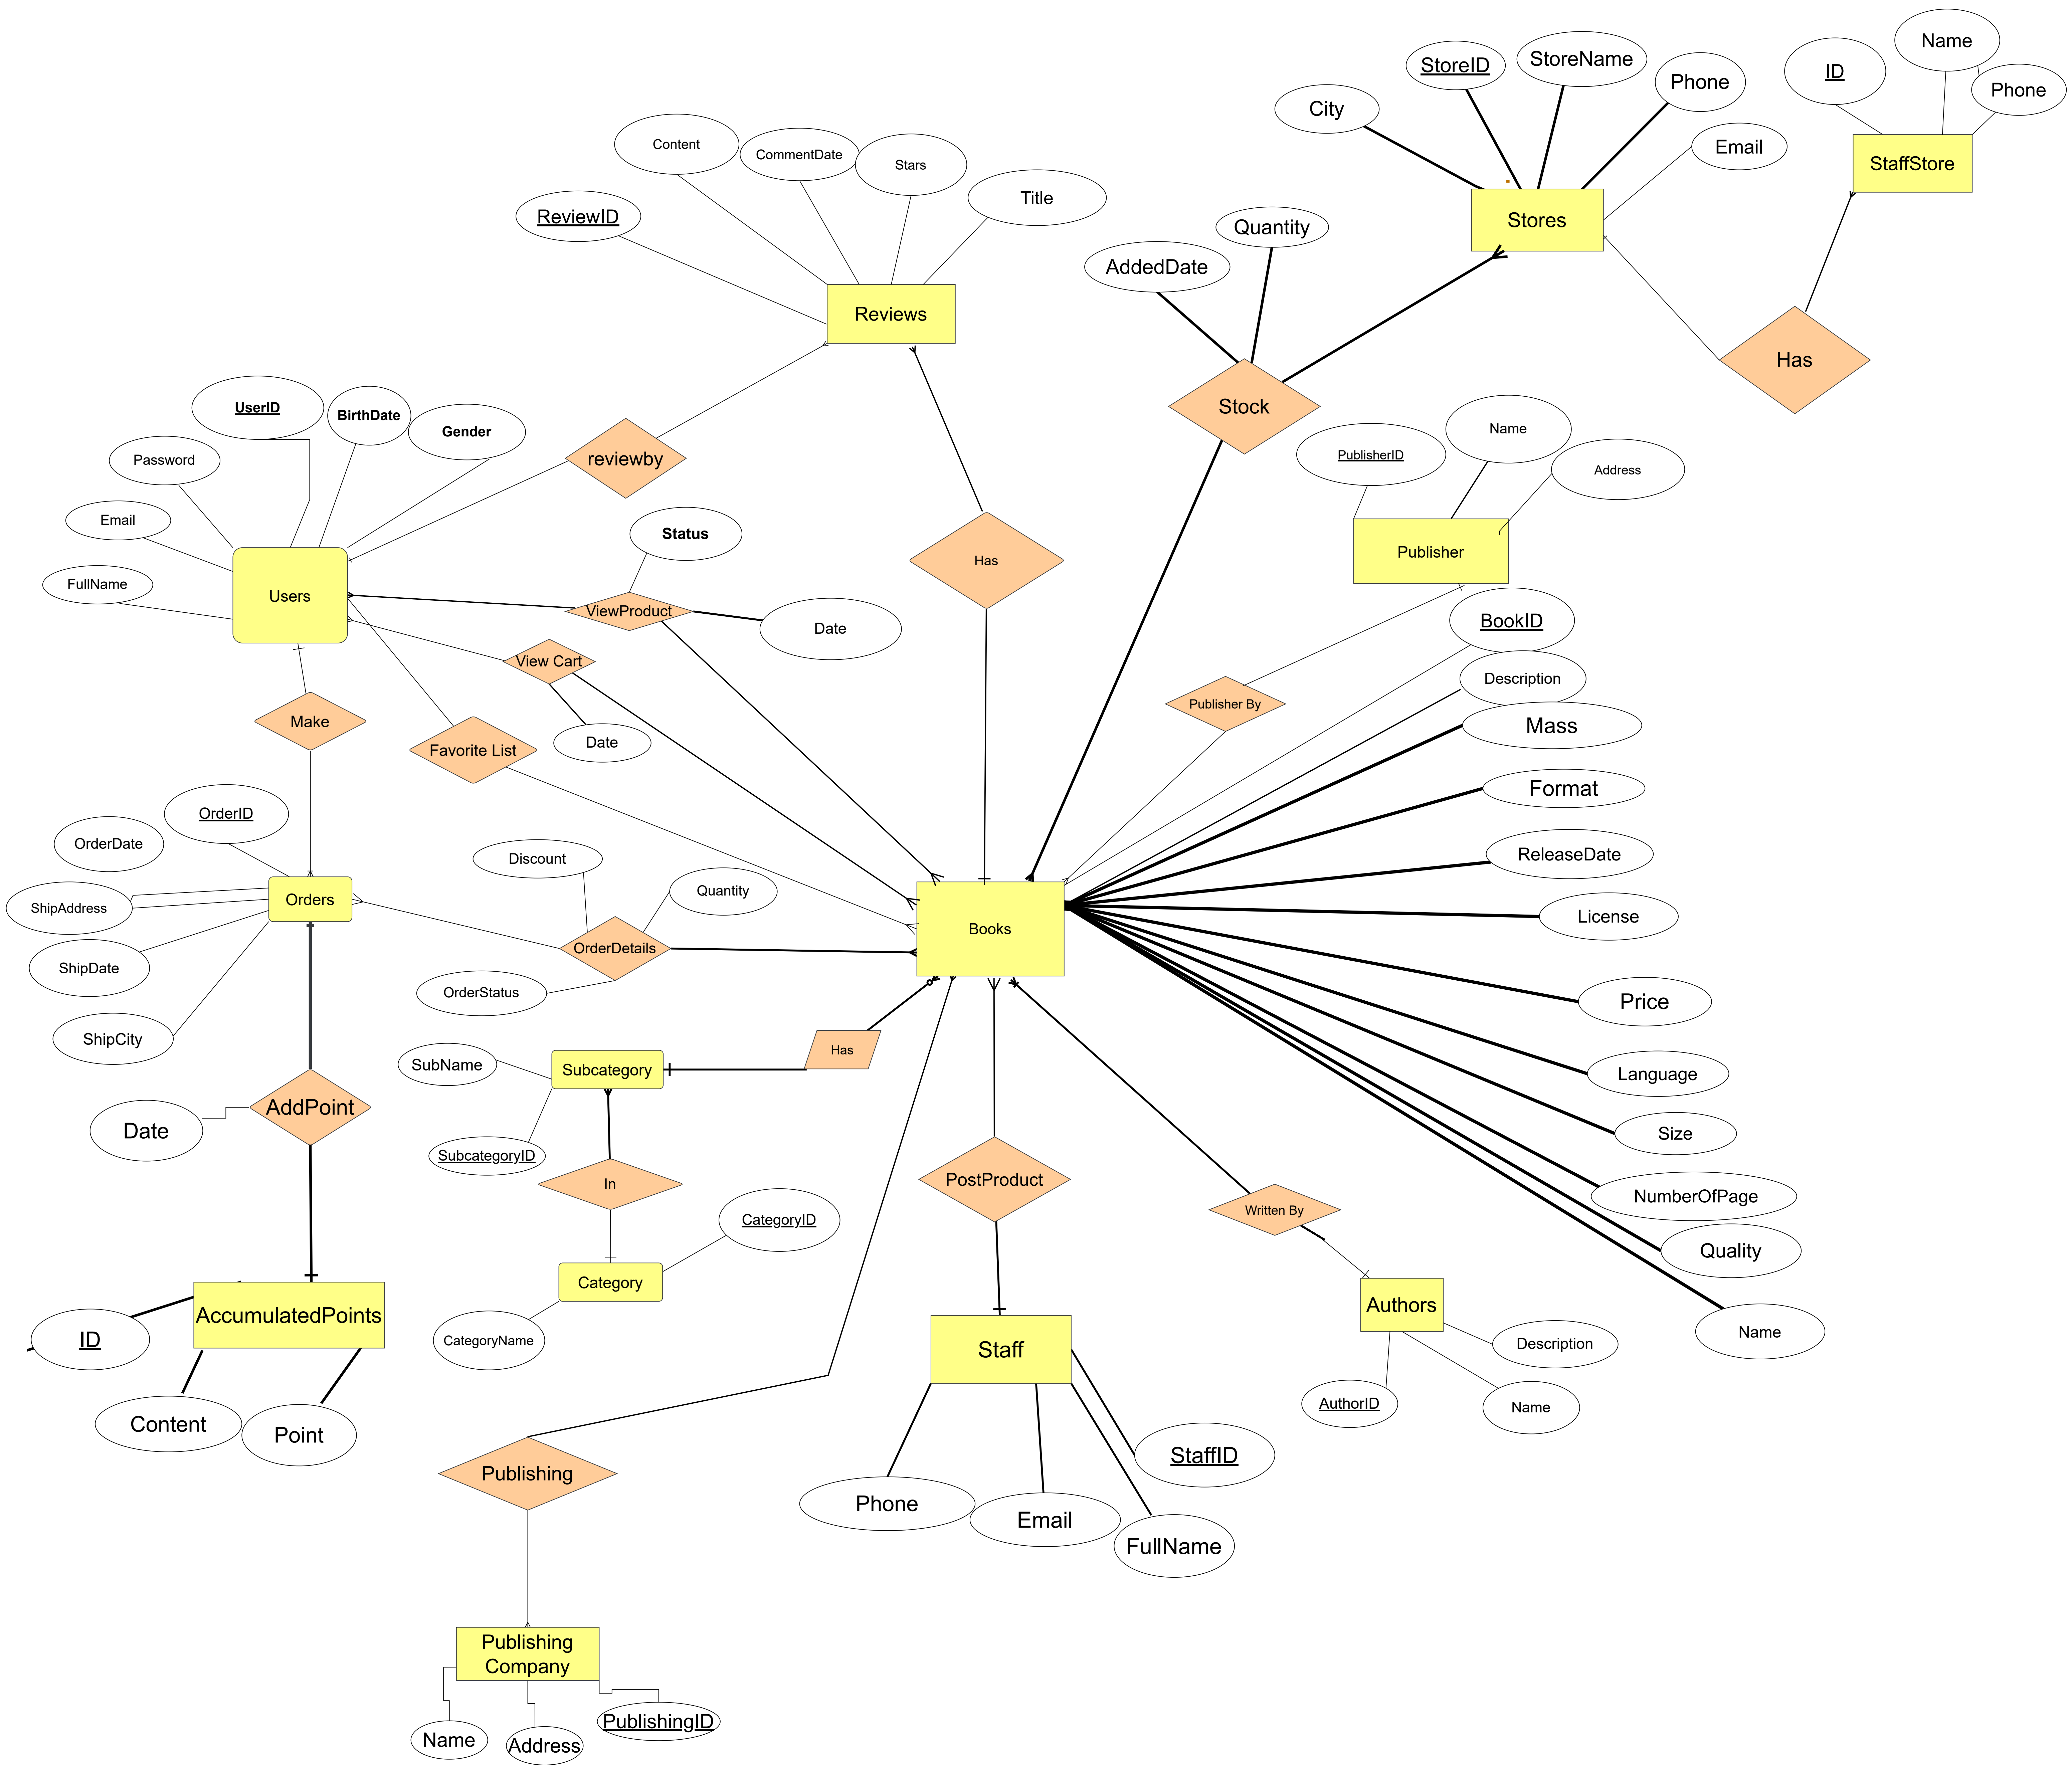 Name
ID
Phone
StaffStore
StoreID
StoreName
Phone
City
Email
Stores
Has
Content
CommentDate
Stars
Title
ReviewID
Reviews
Quantity
AddedDate
Stock
UserID
BirthDate
Gender
Password
Email
FullName
Users
reviewby
Status
ViewProduct
Date
View Cart
Date
Favorite List
Make
Has
PublisherID
Name
Address
Publisher
Publisher By
BookID
Description
Mass
Format
ReleaseDate
License
Price
Language
Size
NumberOfPage
Quality
Name
Books
OrderID
OrderDate
ShipAddress
ShipDate
ShipCity
Orders
Discount
Quantity
OrderDetails
OrderStatus
AddPoint
Date
AccumulatedPoints
ID
Content
Point
Has
Subcategory
SubName
SubcategoryID
In
CategoryID
Category
CategoryName
PostProduct
Staff
Phone
Email
FullName
StaffID
Written By
Authors
Description
AuthorID
Name
Publishing
Publishing
Company
Name
Address
PublishingID